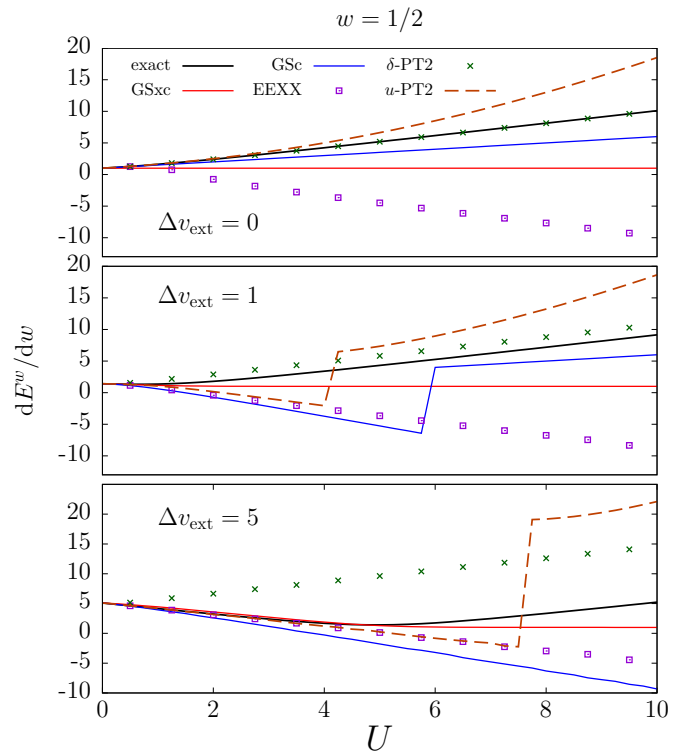 w = 1/2
exact GSc δ-PT2
GSxc EEXX u-PT2
20
15
10
5
0
-5
-10
Δv_ext = 0
20
15
10
5
0
-5
-10
Δv_ext = 1
dE^w/dw
20
15
10
5
0
-5
-10
Δv_ext = 5
0 2 4 6 8 10
U